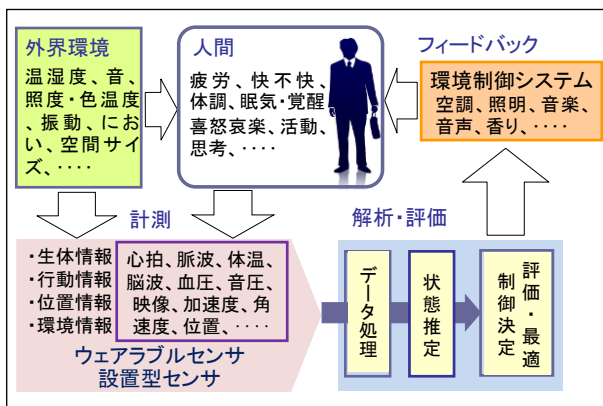 外界環境
温湿度、音、
照度・色温度
、振動、にお
い、空間サイ
ズ、････
人間
疲労、快不快、
体調、眠気・覚醒
喜怒哀楽、活動、
思考、････
フィードバック
環境制御システム
空調、照明、音楽、
音声、香り、････
計測
・生体情報
・行動情報
・位置情報
・環境情報
心拍、脈波、体温、
脳波、血圧、音圧、
映像、加速度、角
速度、位置、････
ウェアラブルセンサ
設置型センサ
解析・評価
データ処理
状態推定
評価・最適
制御決定